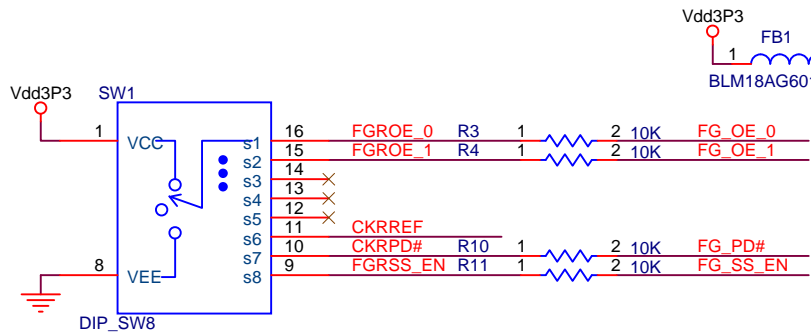 Vdd3P3
FB1
1
BLM18AG601
Vdd3P3
SW1
1 VCC s1 16 FGROE_0 R3 1 2 10K FG_OE_0
s2 15 FGROE_1 R4 1 2 10K FG_OE_1
s3 14
s4 13
s5 12
s6 11 CKRREF
s7 10 CKRPD# R10 1 2 10K FG_PD#
8 VEE s8 9 FGRSS_EN R11 1 2 10K FG_SS_EN
DIP_SW8